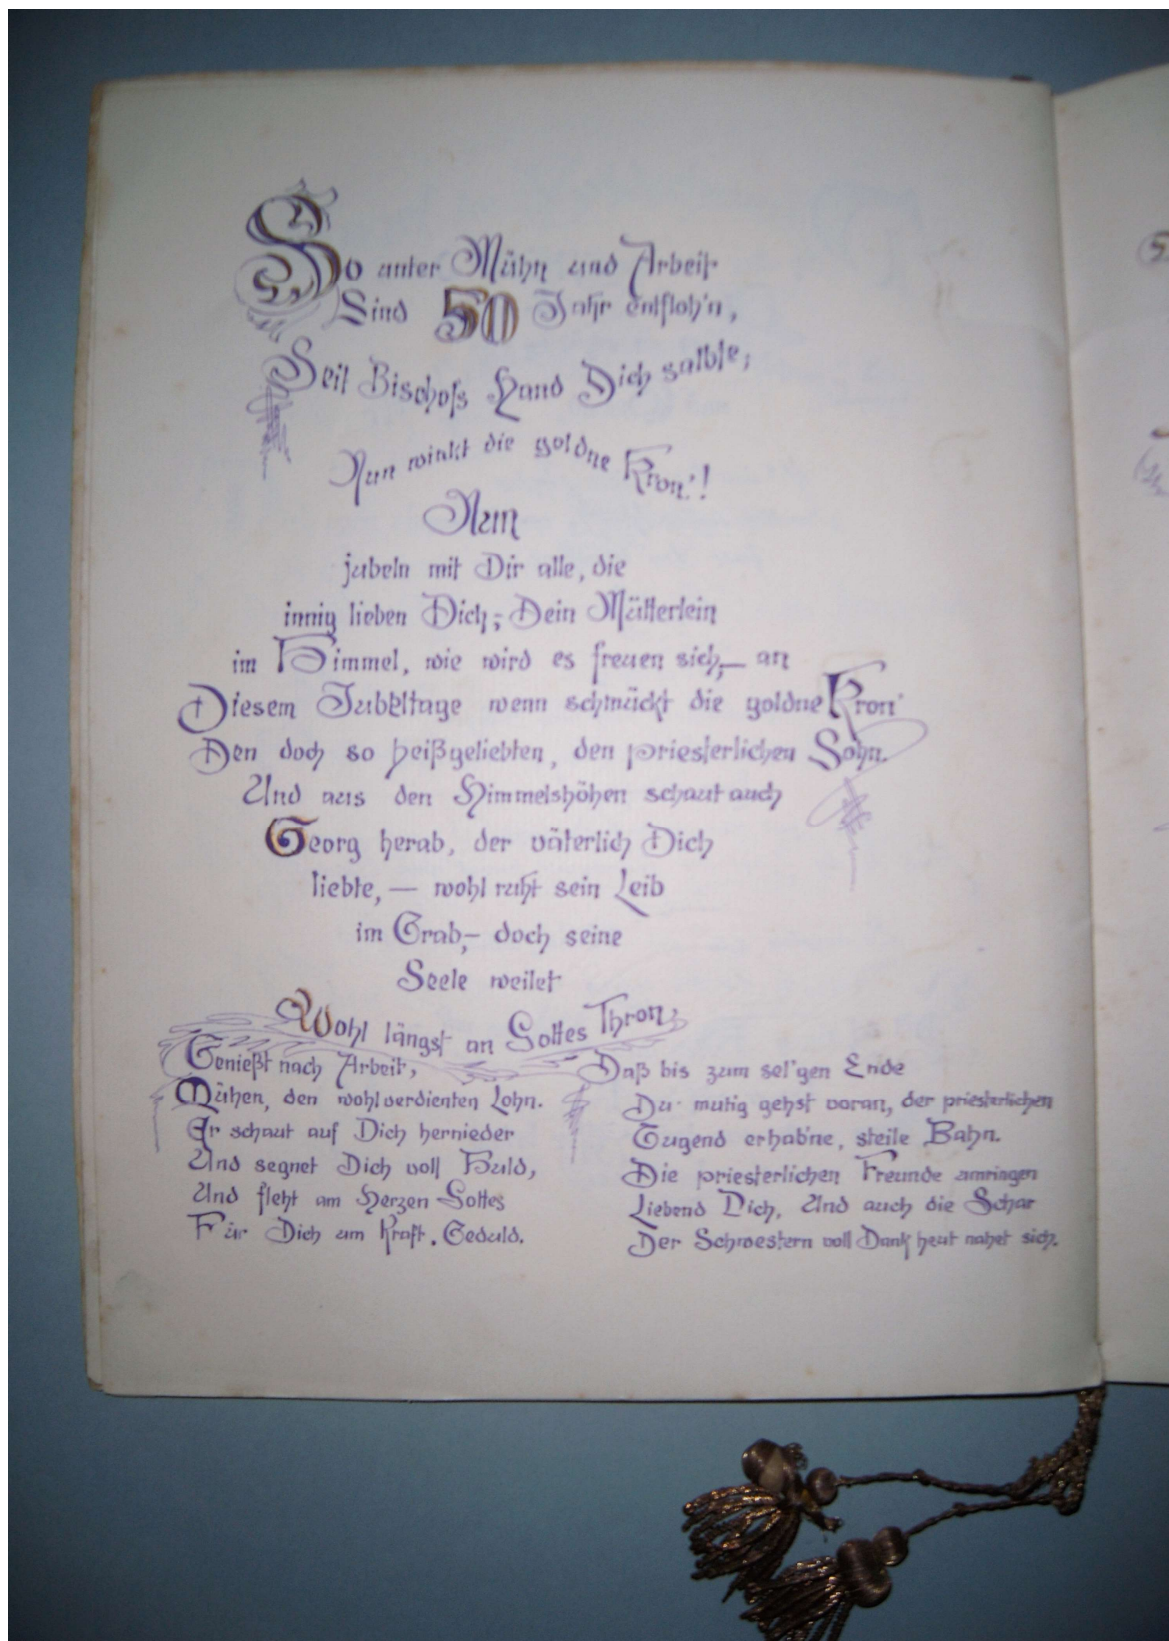 So unter Mühn und Arbeit
Sind 50 Jahr entfloh'n,
Seit Bischofs Hand Dich salbte;
Nun winkt die goldne Kron'!
Nun
jubeln mit Dir alle, die
innig lieben Dich; Dein Mütterlein
im Himmel, wie wird es freuen sich,— an
Diesem Jubeltage wenn schmückt die goldne Kron'
Den doch so heißgeliebten, den priesterlichen Sohn.
Und aus den Himmelshöhen schaut auch
Georg herab, der väterlich Dich
liebte, — wohl ruht sein Leib
im Grab,— doch seine
Seele weilet
Wohl längst an Gottes Thron;
Genießt nach Arbeit,
Mühen, den wohlverdienten Lohn.
Er schaut auf Dich hernieder
Und segnet Dich voll Huld,
Und fleht am Herzen Gottes
Für Dich um Kraft, Geduld.
Daß bis zum sel'gen Ende
Du mutig gehst voran, der priesterlichen
Tugend erhab'ne, steile Bahn.
Die priesterlichen Freunde umringen
Liebend Dich, Und auch die Schar
Der Schwestern voll Dank heut nahet sich.